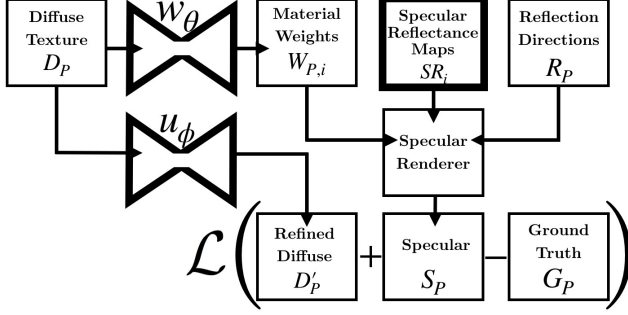 Diffuse
Texture
D_P
w_θ
Material
Weights
W_{P,i}
Specular
Reflectance
Maps
SR_i
Reflection
Directions
R_P
u_ϕ
Specular
Renderer
ℒ(
Refined
Diffuse
D'_P
+
Specular
S_P
−
Ground
Truth
G_P
)